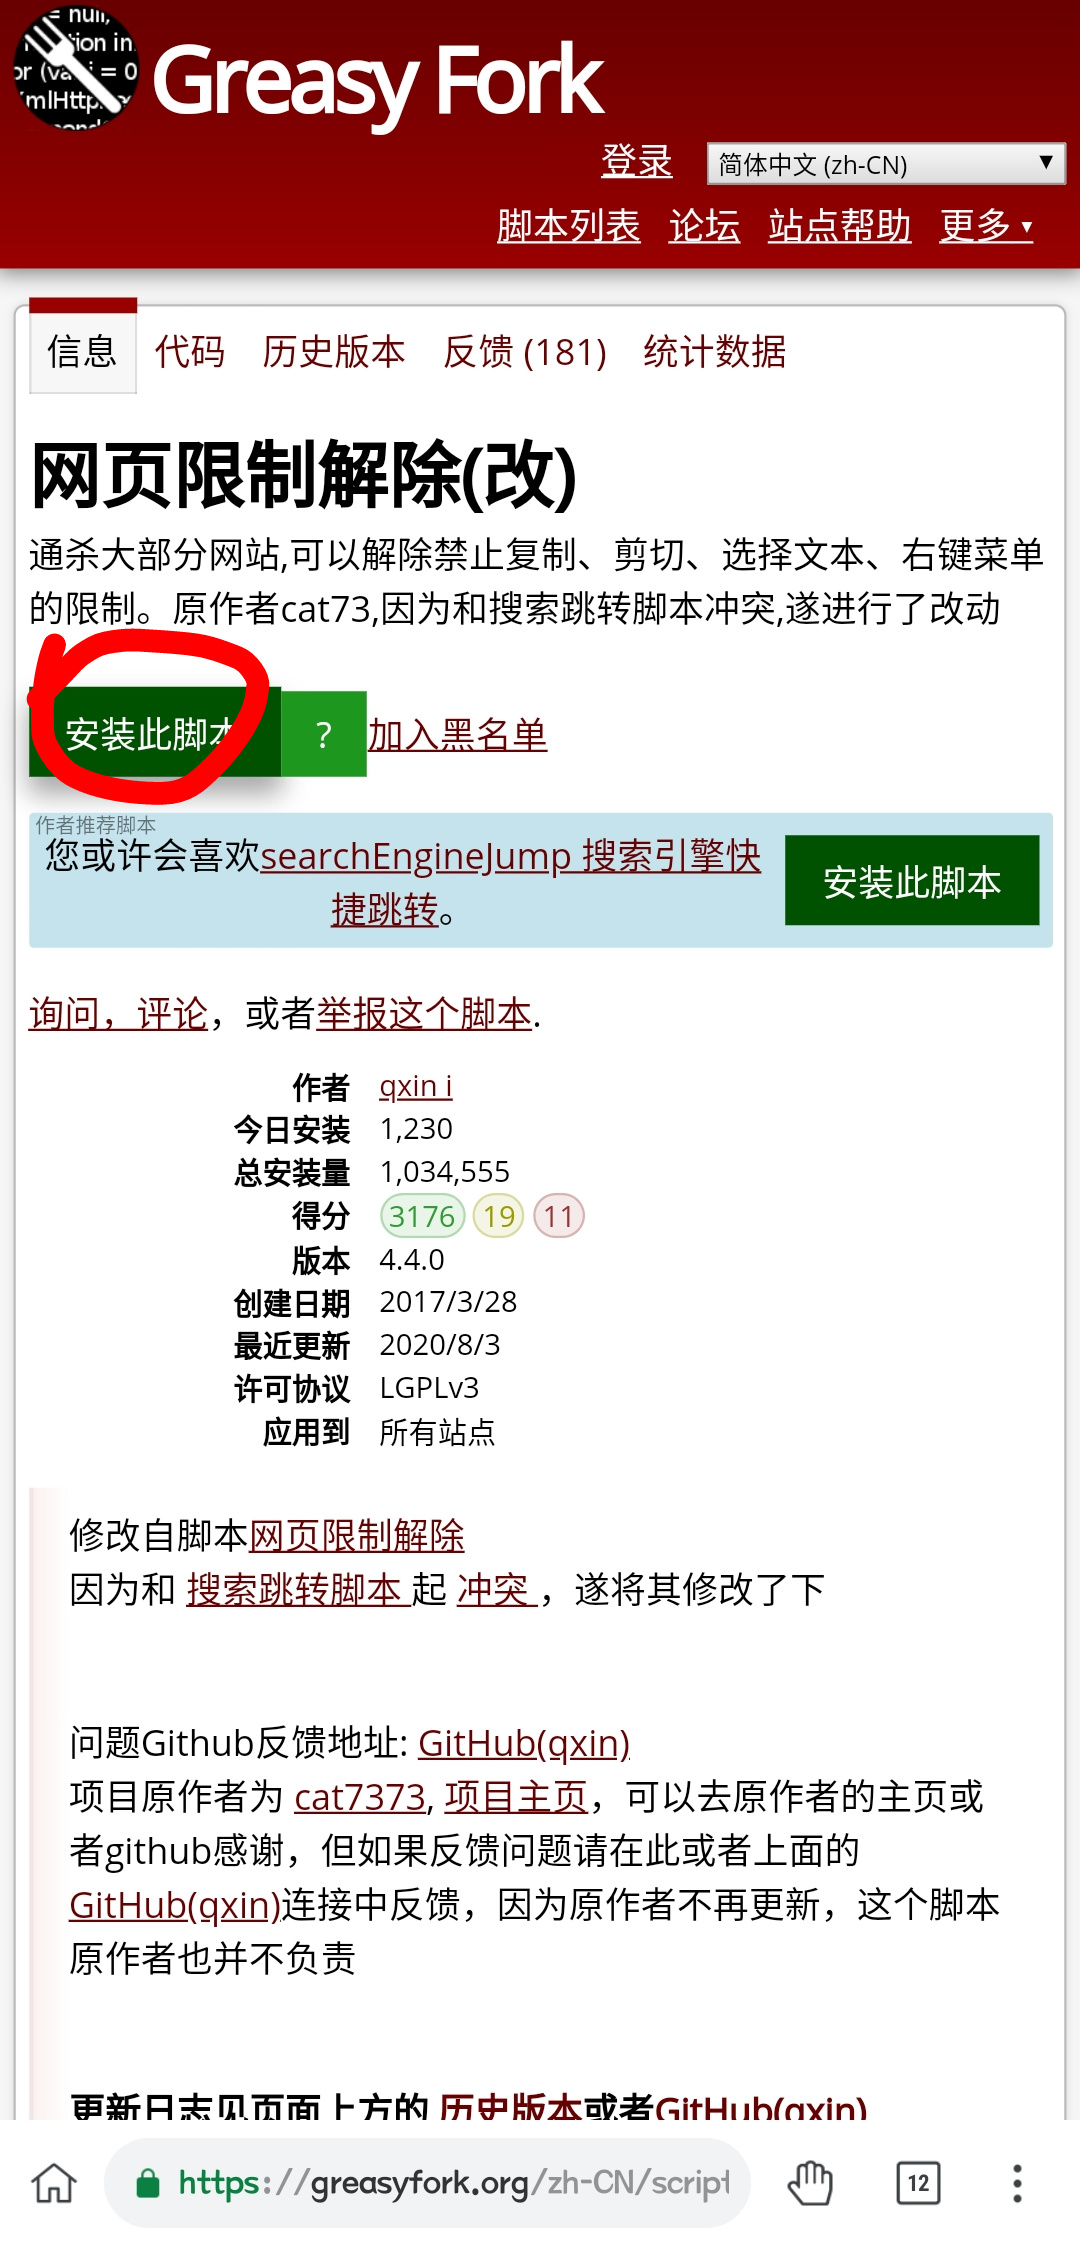 = null,
tion in
or (va i = 0
mlHttp
Greasy Fork
登录 简体中文 (zh-CN) ▼
脚本列表 论坛 站点帮助 更多 ▾
信息 代码 历史版本 反馈 (181) 统计数据
网页限制解除(改)
通杀大部分网站,可以解除禁止复制、剪切、选择文本、右键菜单
的限制。原作者cat73,因为和搜索跳转脚本冲突,遂进行了改动
安装此脚本 ? 加入黑名单
作者推荐脚本
您或许会喜欢searchEngineJump 搜索引擎快
捷跳转。
安装此脚本
询问，评论，或者举报这个脚本.
作者 qxin i
今日安装 1,230
总安装量 1,034,555
得分 3176 19 11
版本 4.4.0
创建日期 2017/3/28
最近更新 2020/8/3
许可协议 LGPLv3
应用到 所有站点
修改自脚本网页限制解除
因为和 搜索跳转脚本 起 冲突 ，遂将其修改了下
问题Github反馈地址: GitHub(qxin)
项目原作者为 cat7373, 项目主页，可以去原作者的主页或
者github感谢，但如果反馈问题请在此或者上面的
GitHub(qxin)连接中反馈，因为原作者不再更新，这个脚本
原作者也并不负责
更新日志见页面上方的 历史版本或者GitHub(qxin)
https://greasyfork.org/zh-CN/script
12